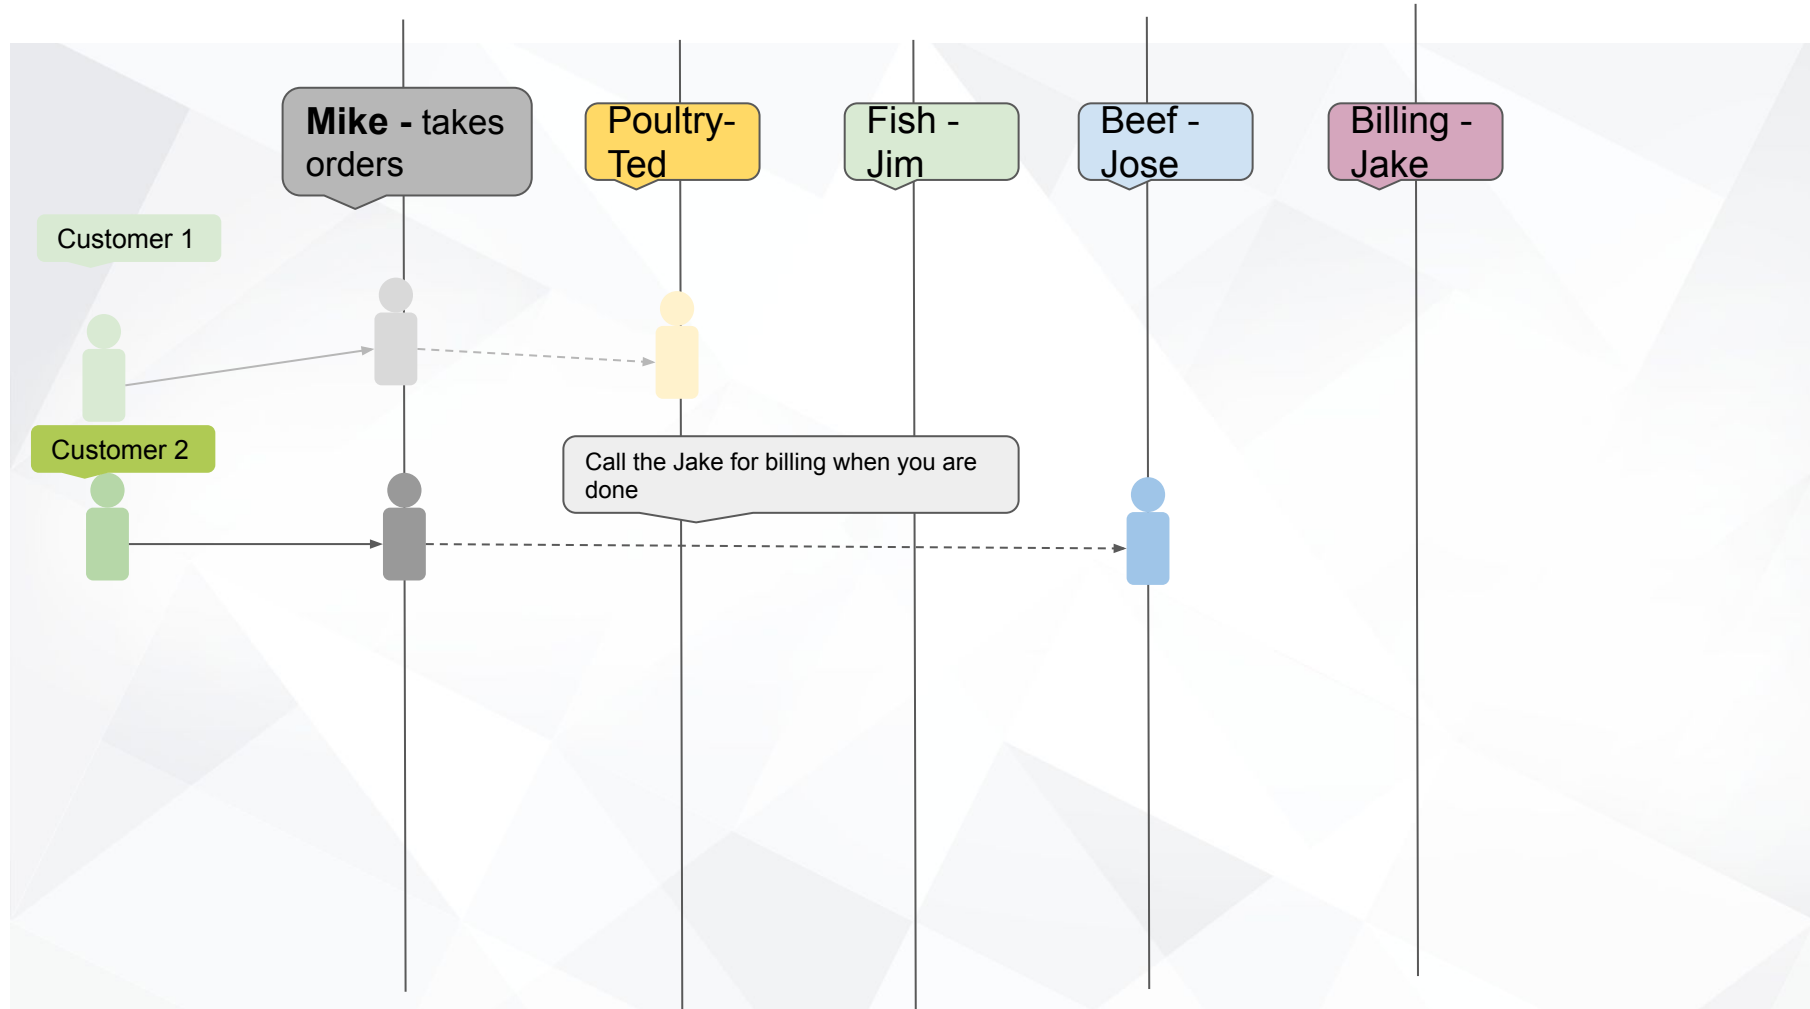 Mike - takes
orders
Poultry-
Ted
Fish -
Jim
Beef -
Jose
Billing -
Jake
Customer 1
Customer 2
Call the Jake for billing when you are
done